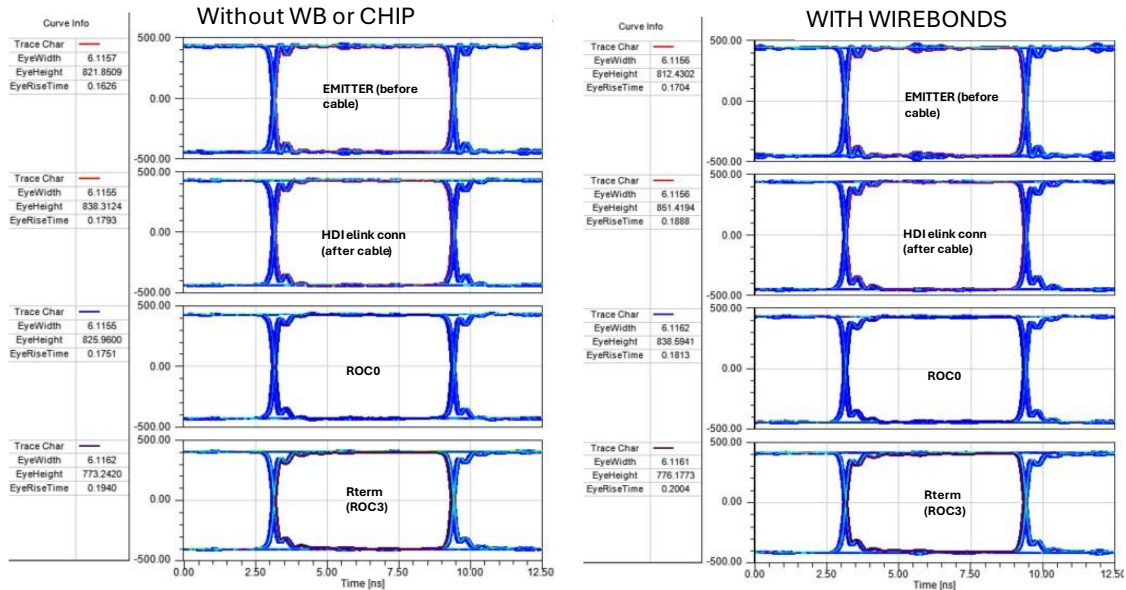 Without WB or CHIP
Curve Info
Trace Char
EyeWidth 6.1157
EyeHeight 821.8509
EyeRiseTime 0.1626
500.00
0.00
-500.00
EMITTER (before
cable)
Trace Char
EyeWidth 6.1155
EyeHeight 838.3124
EyeRiseTime 0.1793
500.00
0.00
-500.00
HDI elink conn
(after cable)
Trace Char
EyeWidth 6.1155
EyeHeight 825.9600
EyeRiseTime 0.1751
500.00
0.00
-500.00
ROC0
Trace Char
EyeWidth 6.1162
EyeHeight 773.2420
EyeRiseTime 0.1940
500.00
0.00
-500.00
Rterm
(ROC3)
0.00 2.50 5.00 7.50 10.00 12.50
Time [ns]
WITH WIREBONDS
Curve Info
Trace Char
EyeWidth 6.1156
EyeHeight 812.4302
EyeRiseTime 0.1704
500.00
0.00
-500.00
EMITTER (before
cable)
Trace Char
EyeWidth 6.1156
EyeHeight 851.4194
EyeRiseTime 0.1888
500.00
0.00
-500.00
HDI elink conn
(after cable)
Trace Char
EyeWidth 6.1162
EyeHeight 838.5941
EyeRiseTime 0.1813
500.00
0.00
-500.00
ROC0
Trace Char
EyeWidth 6.1161
EyeHeight 776.1773
EyeRiseTime 0.2004
500.00
0.00
-500.00
Rterm
(ROC3)
0.00 2.50 5.00 7.50 10.00 12.50
Time [ns]